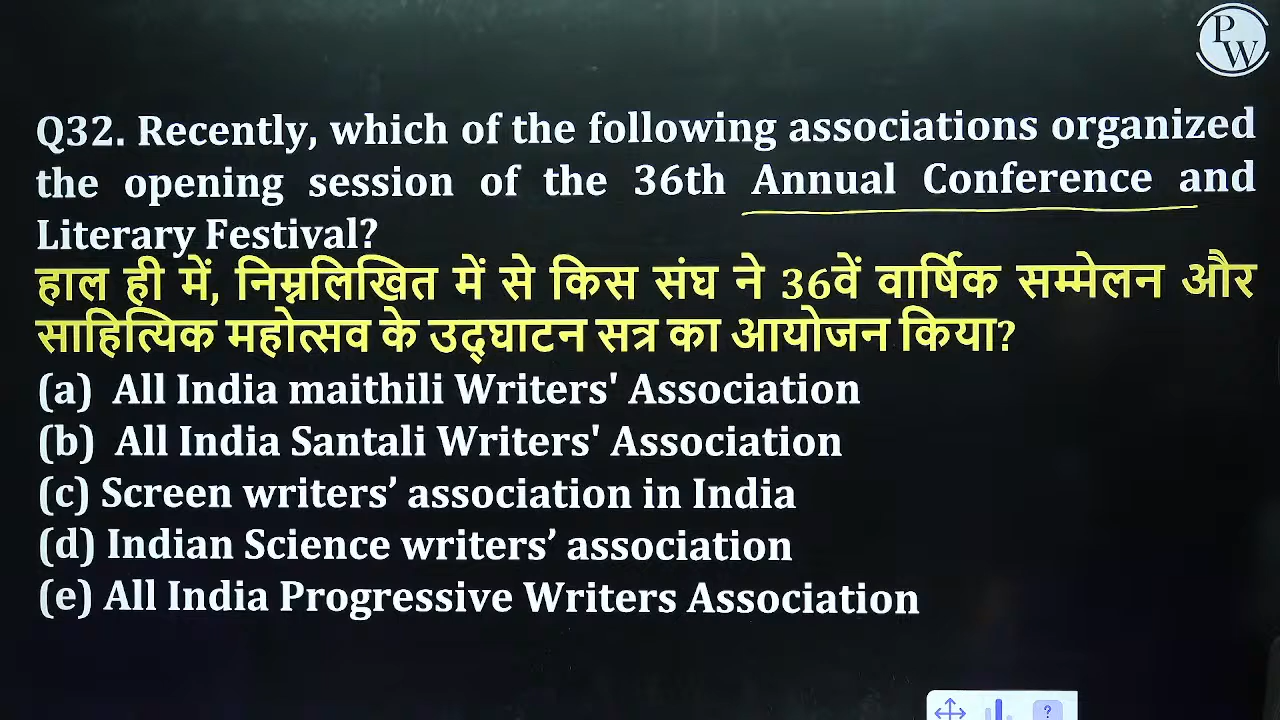 PW
Q32. Recently, which of the following associations organized
the opening session of the 36th Annual Conference and
Literary Festival?
हाल ही में, निम्नलिखित में से किस संघ ने 36वें वार्षिक सम्मेलन और
साहित्यिक महोत्सव के उद्घाटन सत्र का आयोजन किया?
(a) All India maithili Writers' Association
(b) All India Santali Writers' Association
(c) Screen writers’ association in India
(d) Indian Science writers’ association
(e) All India Progressive Writers Association
?